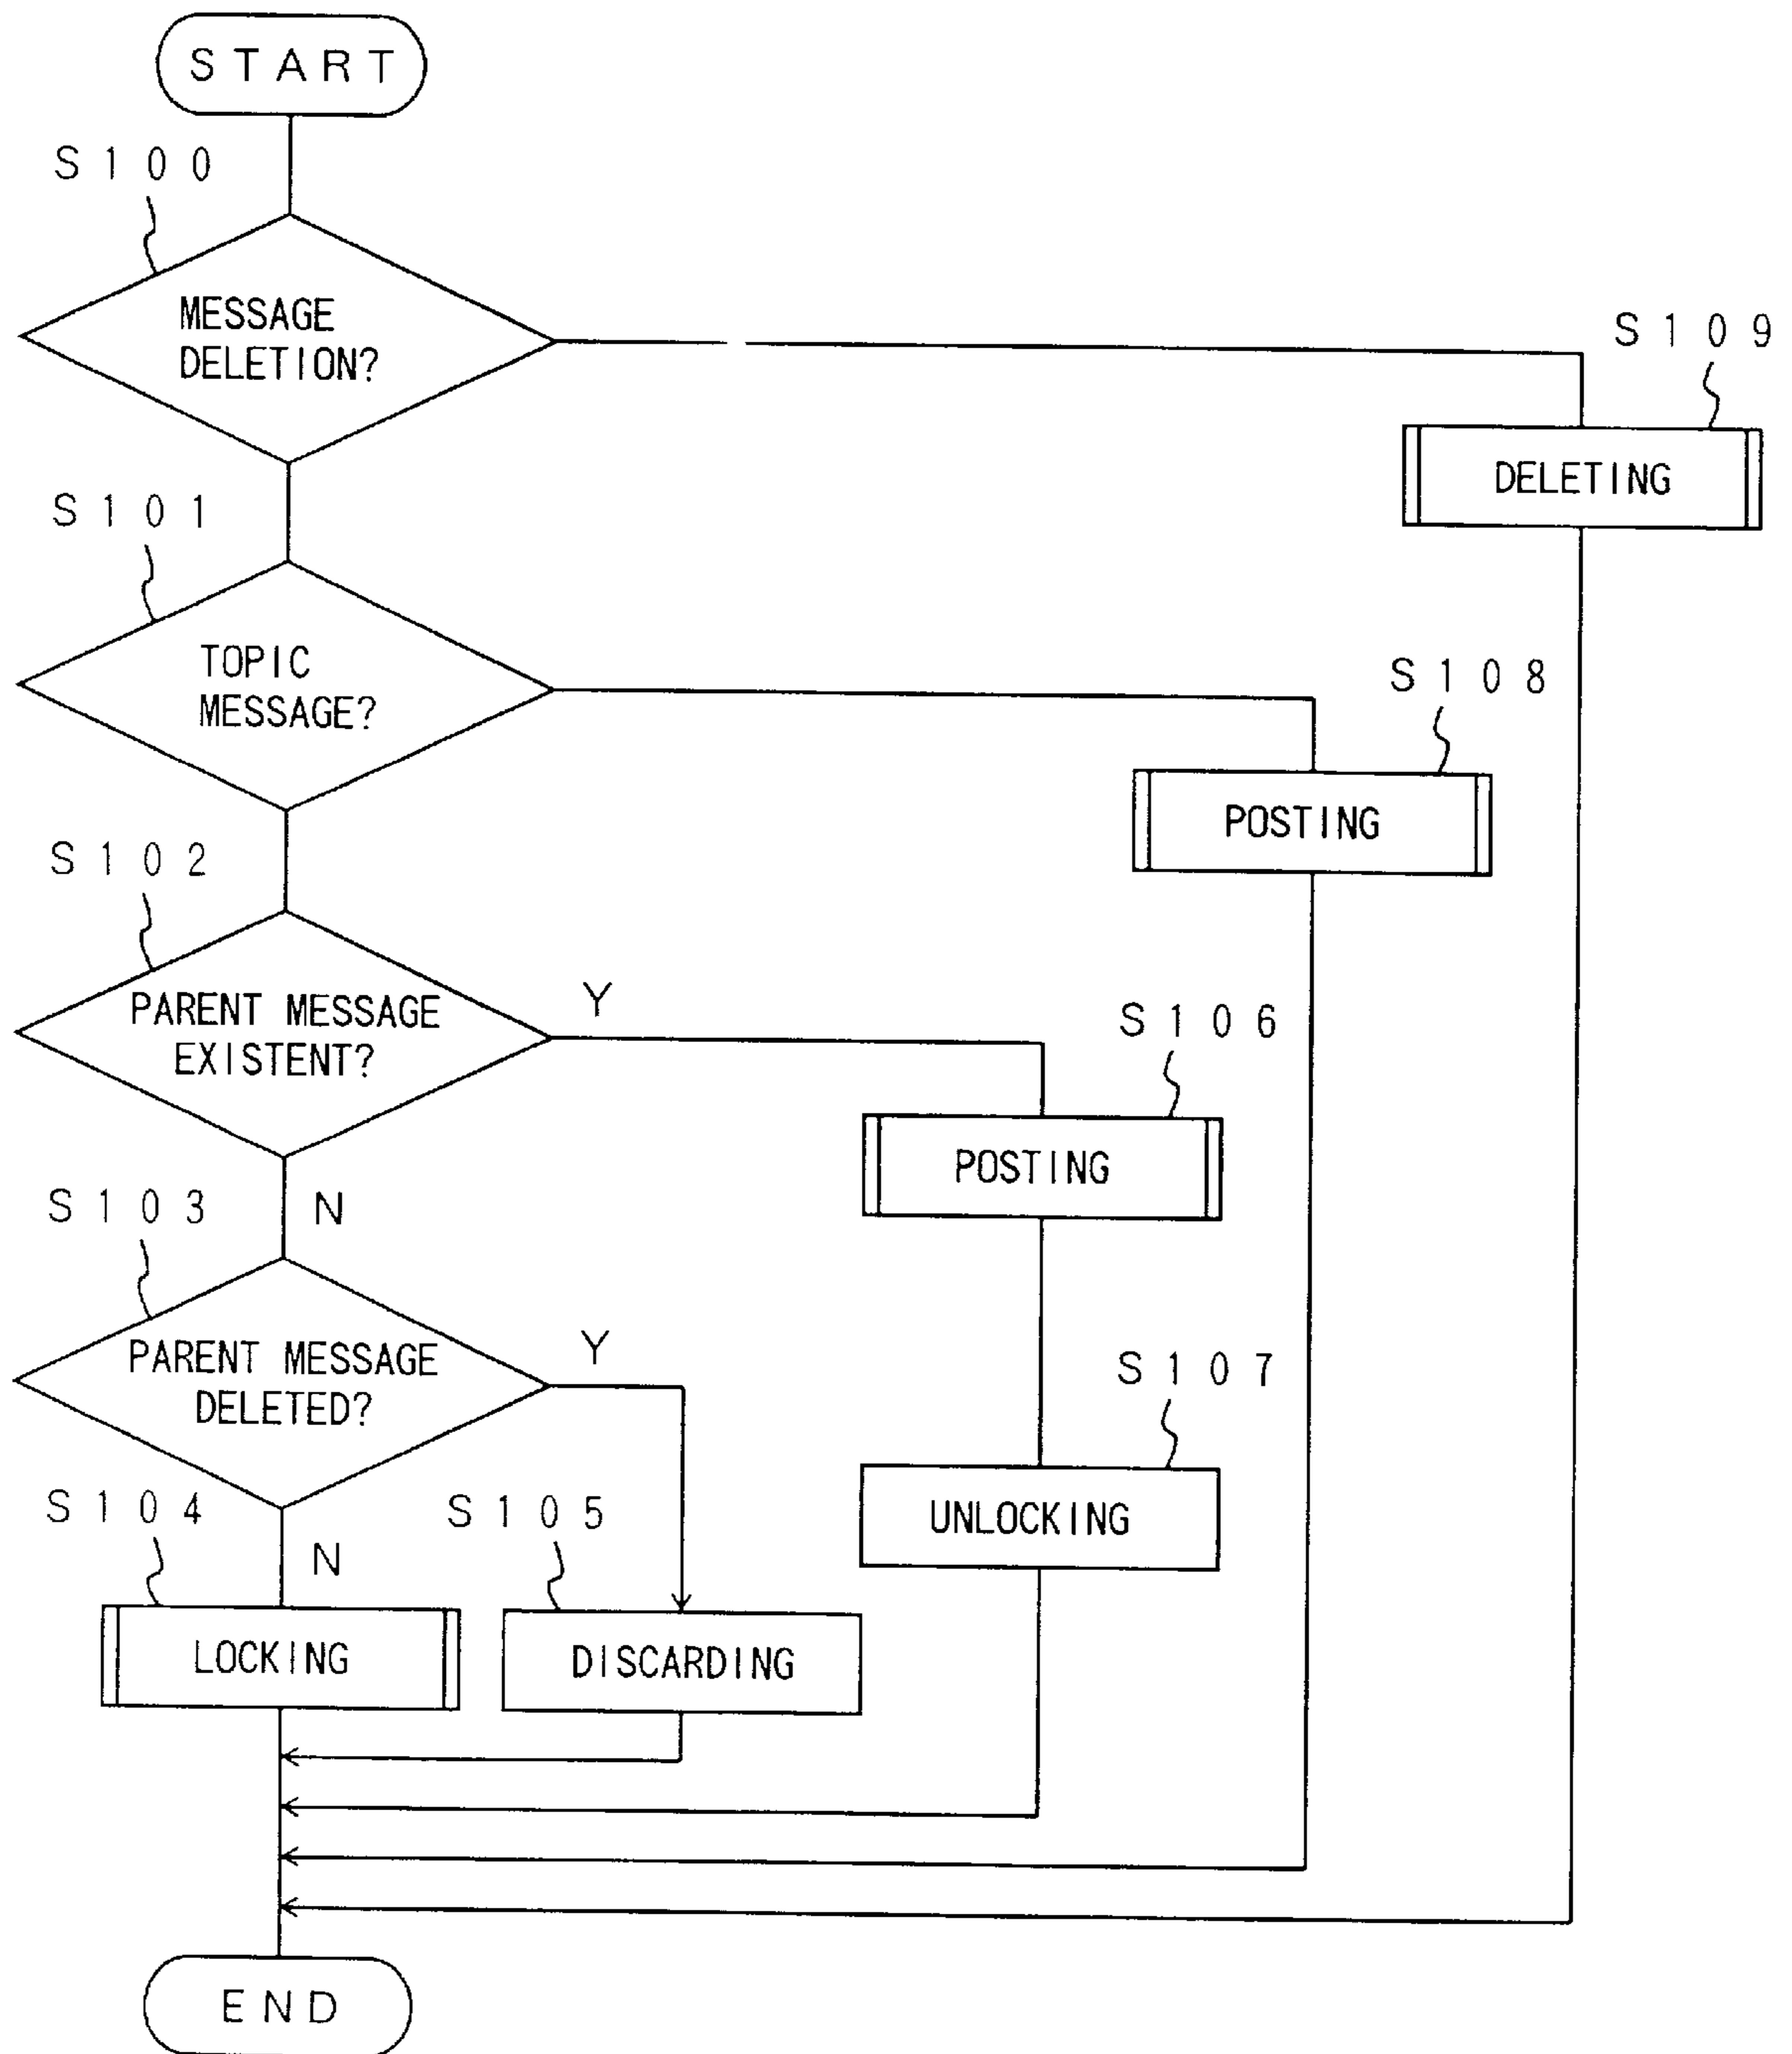 START
S100
MESSAGE
DELETION?
S109
DELETING
S101
TOPIC
MESSAGE?
S108
POSTING
S102
PARENT MESSAGE
EXISTENT?
Y
S106
POSTING
N
S103
PARENT MESSAGE
DELETED?
Y
S107
UNLOCKING
N
S104
LOCKING
S105
DISCARDING
END